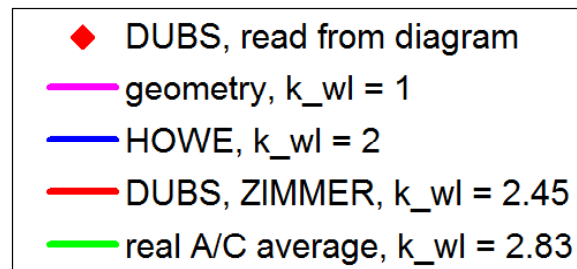 DUBS, read from diagram
geometry, k_wl = 1
HOWE, k_wl = 2
DUBS, ZIMMER, k_wl = 2.45
real A/C average, k_wl = 2.83